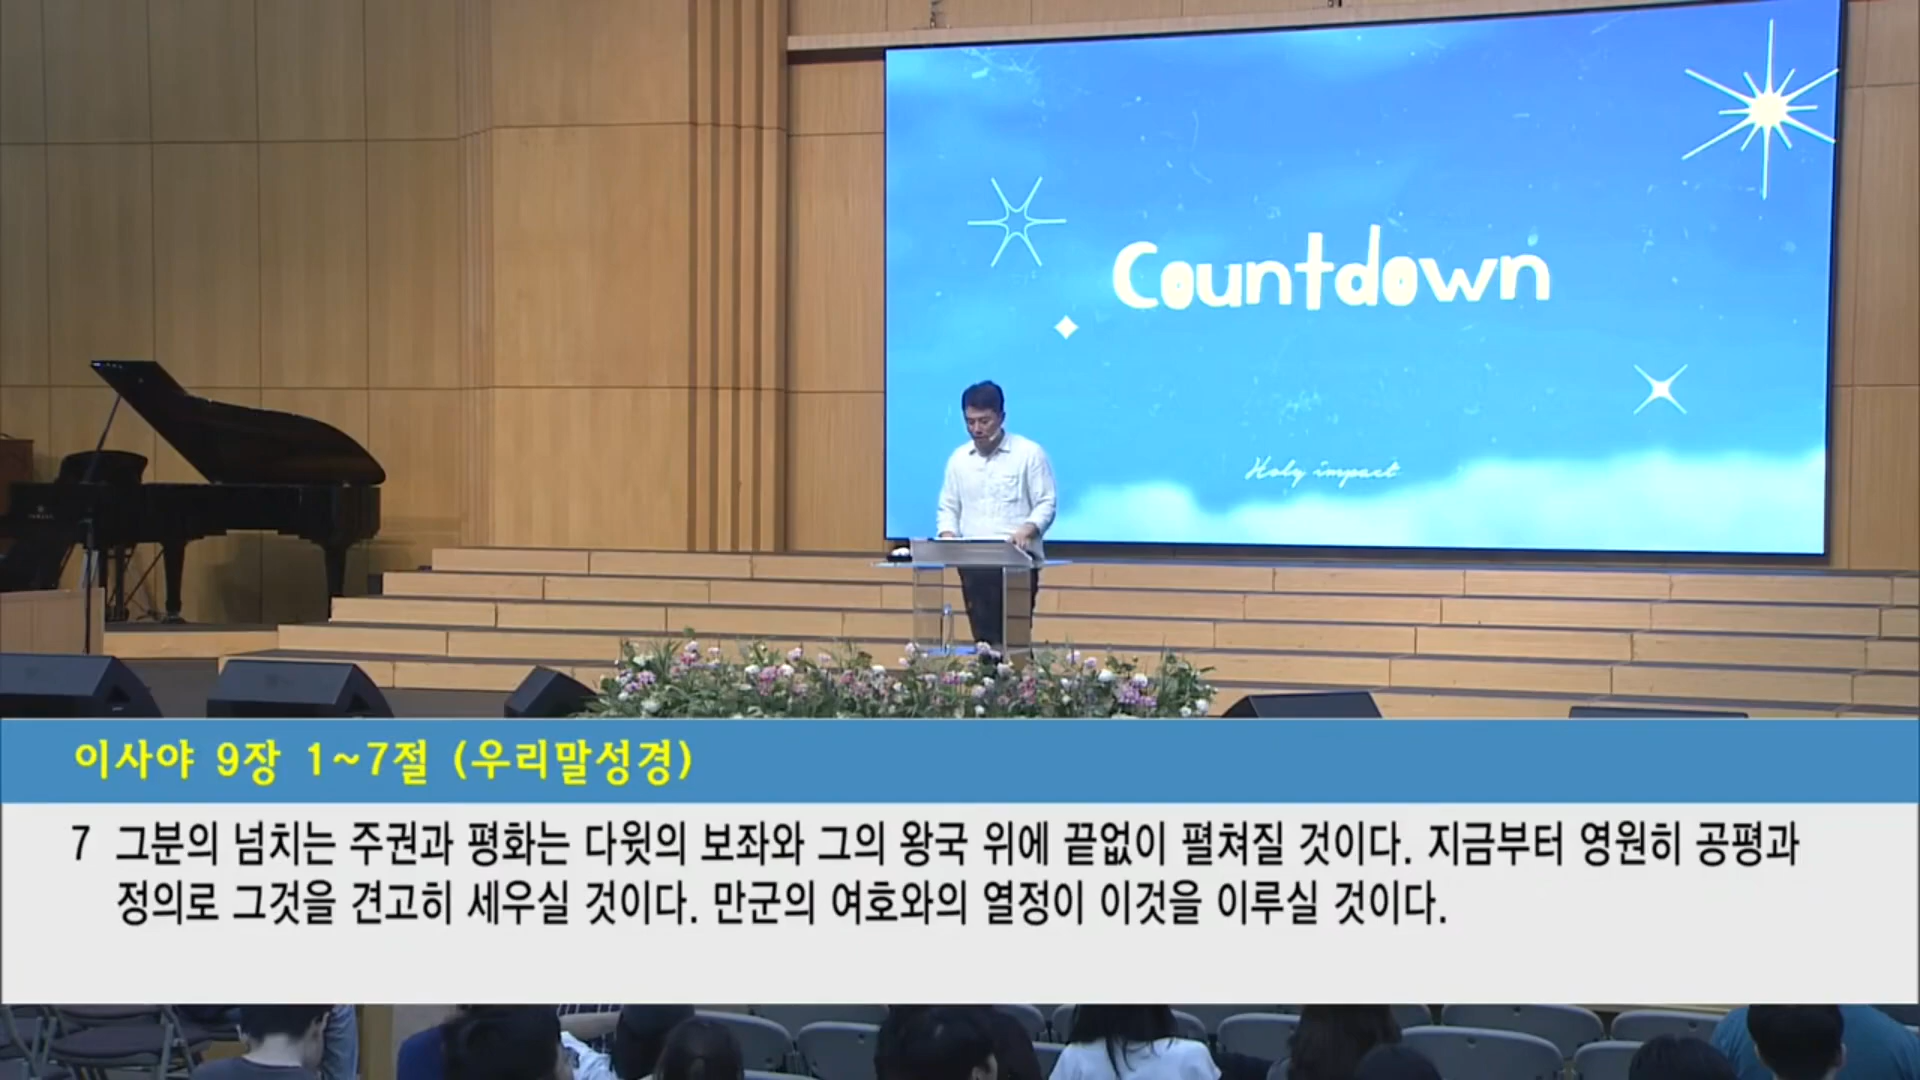 Countdown
Holy impact
이사야 9장 1~7절 (우리말성경)
7 그분의 넘치는 주권과 평화는 다윗의 보좌와 그의 왕국 위에 끝없이 펼쳐질 것이다. 지금부터 영원히 공평과
정의로 그것을 견고히 세우실 것이다. 만군의 여호와의 열정이 이것을 이루실 것이다.